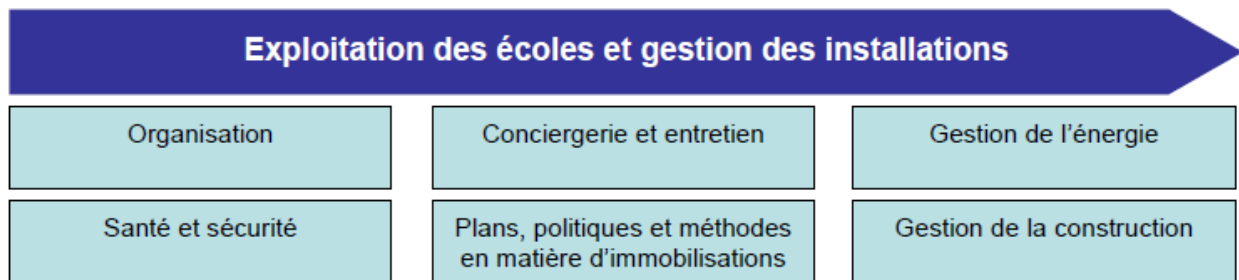 Exploitation des écoles et gestion des installations
Organisation
Conciergerie et entretien
Gestion de l’énergie
Santé et sécurité
Plans, politiques et méthodes
en matière d’immobilisations
Gestion de la construction